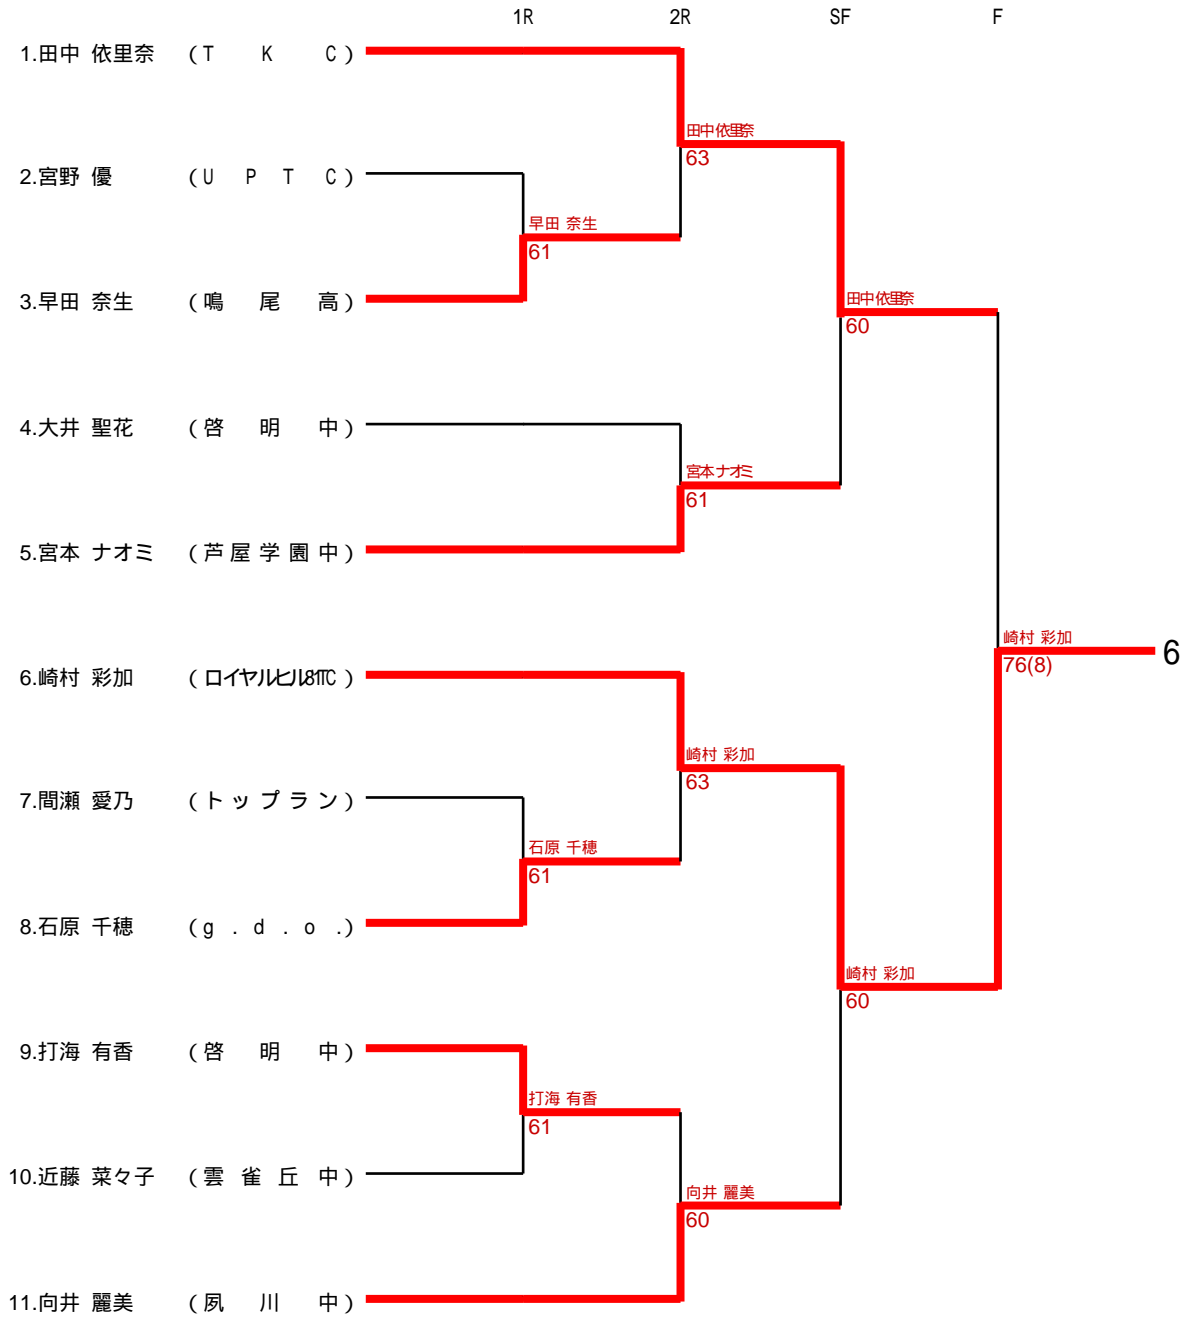 1R 2R SF F
1.田中 依里奈 (T K C)
田中 依里奈
63
2.宮野 優 (U P T C)
早田 奈生
61
3.早田 奈生 (鳴 尾 高)
田中 依里奈
60
4.大井 聖花 (啓 明 中)
宮本 ナオミ
61
5.宮本 ナオミ (芦 屋 学 園 中)
崎村 彩加
76(8)
6
6.崎村 彩加 (ロイヤルヒル81TC)
崎村 彩加
63
7.間瀬 愛乃 (ト ッ プ ラ ン)
石原 千穂
61
8.石原 千穂 (g . d . o .)
崎村 彩加
60
9.打海 有香 (啓 明 中)
打海 有香
61
10.近藤 菜々子 (雲 雀 丘 中)
向井 麗美
60
11.向井 麗美 (夙 川 中)